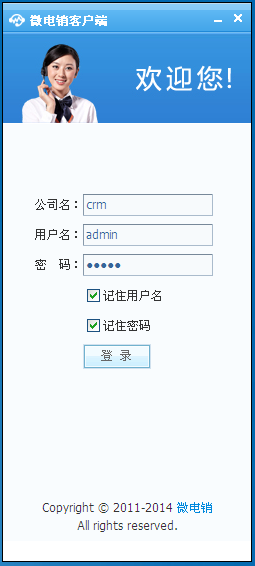 微电销客户端
欢迎您!
公司名：crm
用户名：admin
密　码：●●●●●
记住用户名
记住密码
登 录
Copyright © 2011-2014 微电销
All rights reserved.